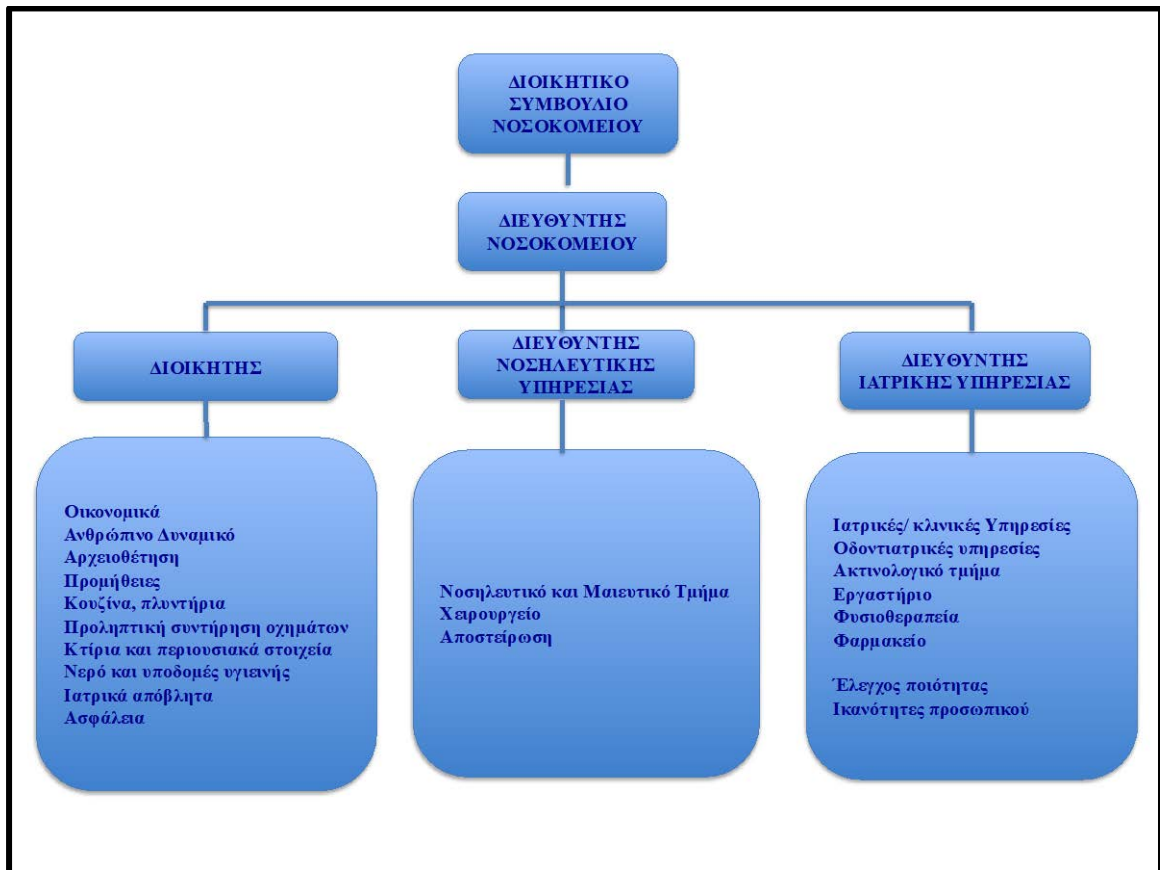 ΔΙΟΙΚΗΤΙΚΟ
ΣΥΜΒΟΥΛΙΟ
ΝΟΣΟΚΟΜΕΙΟΥ
ΔΙΕΥΘΥΝΤΗΣ
ΝΟΣΟΚΟΜΕΙΟΥ
ΔΙΟΙΚΗΤΗΣ
ΔΙΕΥΘΥΝΤΗΣ
ΝΟΣΗΛΕΥΤΙΚΗΣ
ΥΠΗΡΕΣΙΑΣ
ΔΙΕΥΘΥΝΤΗΣ
ΙΑΤΡΙΚΗΣ ΥΠΗΡΕΣΙΑΣ
Οικονομικά
Ανθρώπινο Δυναμικό
Αρχειοθέτηση
Προμήθειες
Κουζίνα, πλυντήρια
Προληπτική συντήρηση οχημάτων
Κτίρια και περιουσιακά στοιχεία
Νερό και υποδομές υγιεινής
Ιατρικά απόβλητα
Ασφάλεια
Νοσηλευτικό και Μαιευτικό Τμήμα
Χειρουργείο
Αποστείρωση
Ιατρικές/ κλινικές Υπηρεσίες
Οδοντιατρικές υπηρεσίες
Ακτινολογικό τμήμα
Εργαστήριο
Φυσιοθεραπεία
Φαρμακείο
Έλεγχος ποιότητας
Ικανότητες προσωπικού